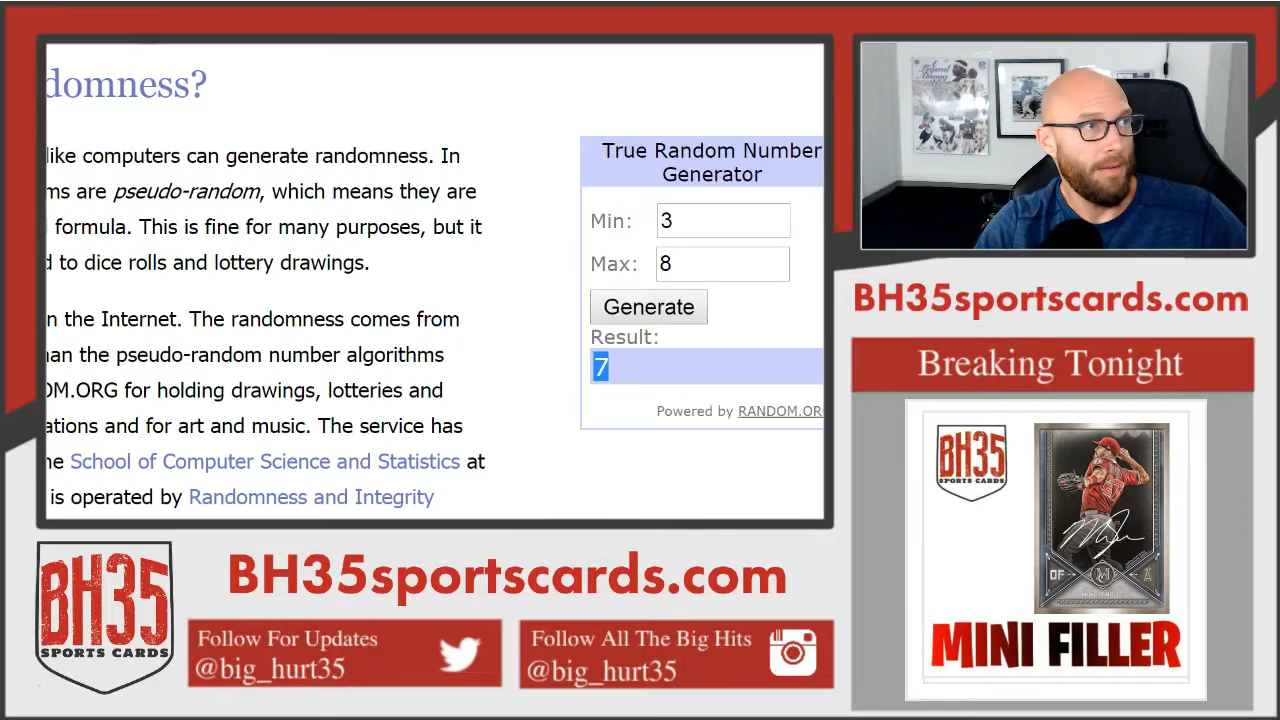 domness?
like computers can generate randomness. In
ms are pseudo-random, which means they are
formula. This is fine for many purposes, but it
d to dice rolls and lottery drawings.
n the Internet. The randomness comes from
an the pseudo-random number algorithms
OM.ORG for holding drawings, lotteries and
ations and for art and music. The service has
he School of Computer Science and Statistics at
is operated by Randomness and Integrity
True Random Number
Generator
Min: 3
Max: 8
Generate
Result:
7
Powered by RANDOM.OR
BH35sportscards.com
Breaking Tonight
BH35
SPORTS CARDS
OF
MINI FILLER
BH35
SPORTS CARDS
BH35sportscards.com
Follow For Updates
@big_hurt35
Follow All The Big Hits
@big_hurt35